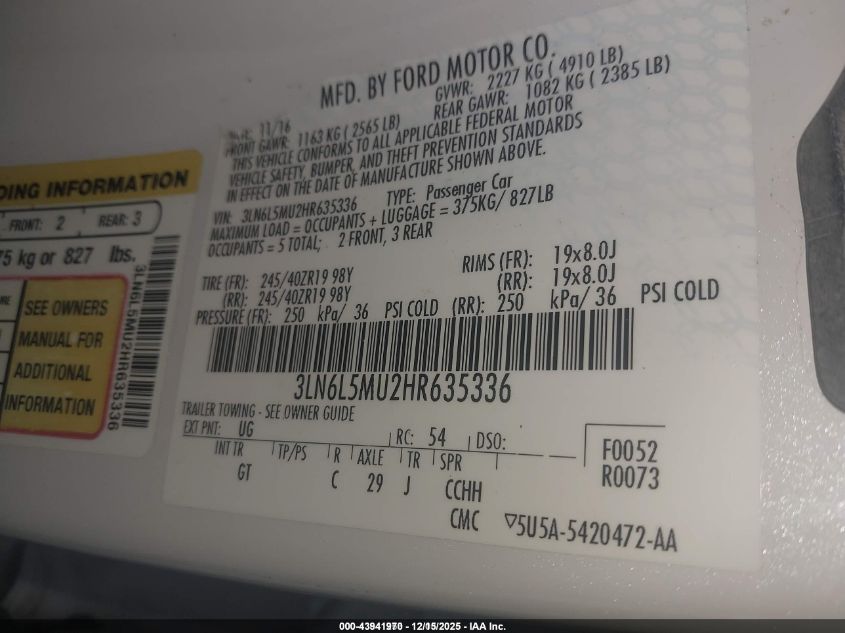 MFD. BY FORD MOTOR CO.
11/16 GVWR: 2227 KG ( 4910 LB)
FRONT GAWR: 1163 KG ( 2565 LB) REAR GAWR: 1082 KG ( 2385 LB)
THIS VEHICLE CONFORMS TO ALL APPLICABLE FEDERAL MOTOR
VEHICLE SAFETY, BUMPER, AND THEFT PREVENTION STANDARDS
IN EFFECT ON THE DATE OF MANUFACTURE SHOWN ABOVE.
VIN: 3LN6L5MU2HR635336 TYPE: Passenger Car
MAXIMUM LOAD = OCCUPANTS + LUGGAGE = 375KG/ 827LB
OCCUPANTS = 5 TOTAL; 2 FRONT, 3 REAR
TIRE (FR): 245/40ZR19 98Y RIMS (FR): 19x8.0J
(RR): 245/40ZR19 98Y (RR): 19x8.0J
PRESSURE (FR): 250 kPa/ 36 PSI COLD (RR): 250 kPa/ 36 PSI COLD
3LN6L5MU2HR635336
TRAILER TOWING - SEE OWNER GUIDE
EXT PNT: UG RC: 54 DSO:
INT TR TP/PS R AXLE TR SPR
GT C 29 J CCHH
F0052
R0073
CMC ▽5U5A-5420472-AA
DING INFORMATION
FRONT: 2 REAR: 3
75 kg or 827 lbs.
SEE OWNERS
MANUAL FOR
ADDITIONAL
INFORMATION
3LN6L5MU2HR635336
12/15/2025 - IAA Inc.